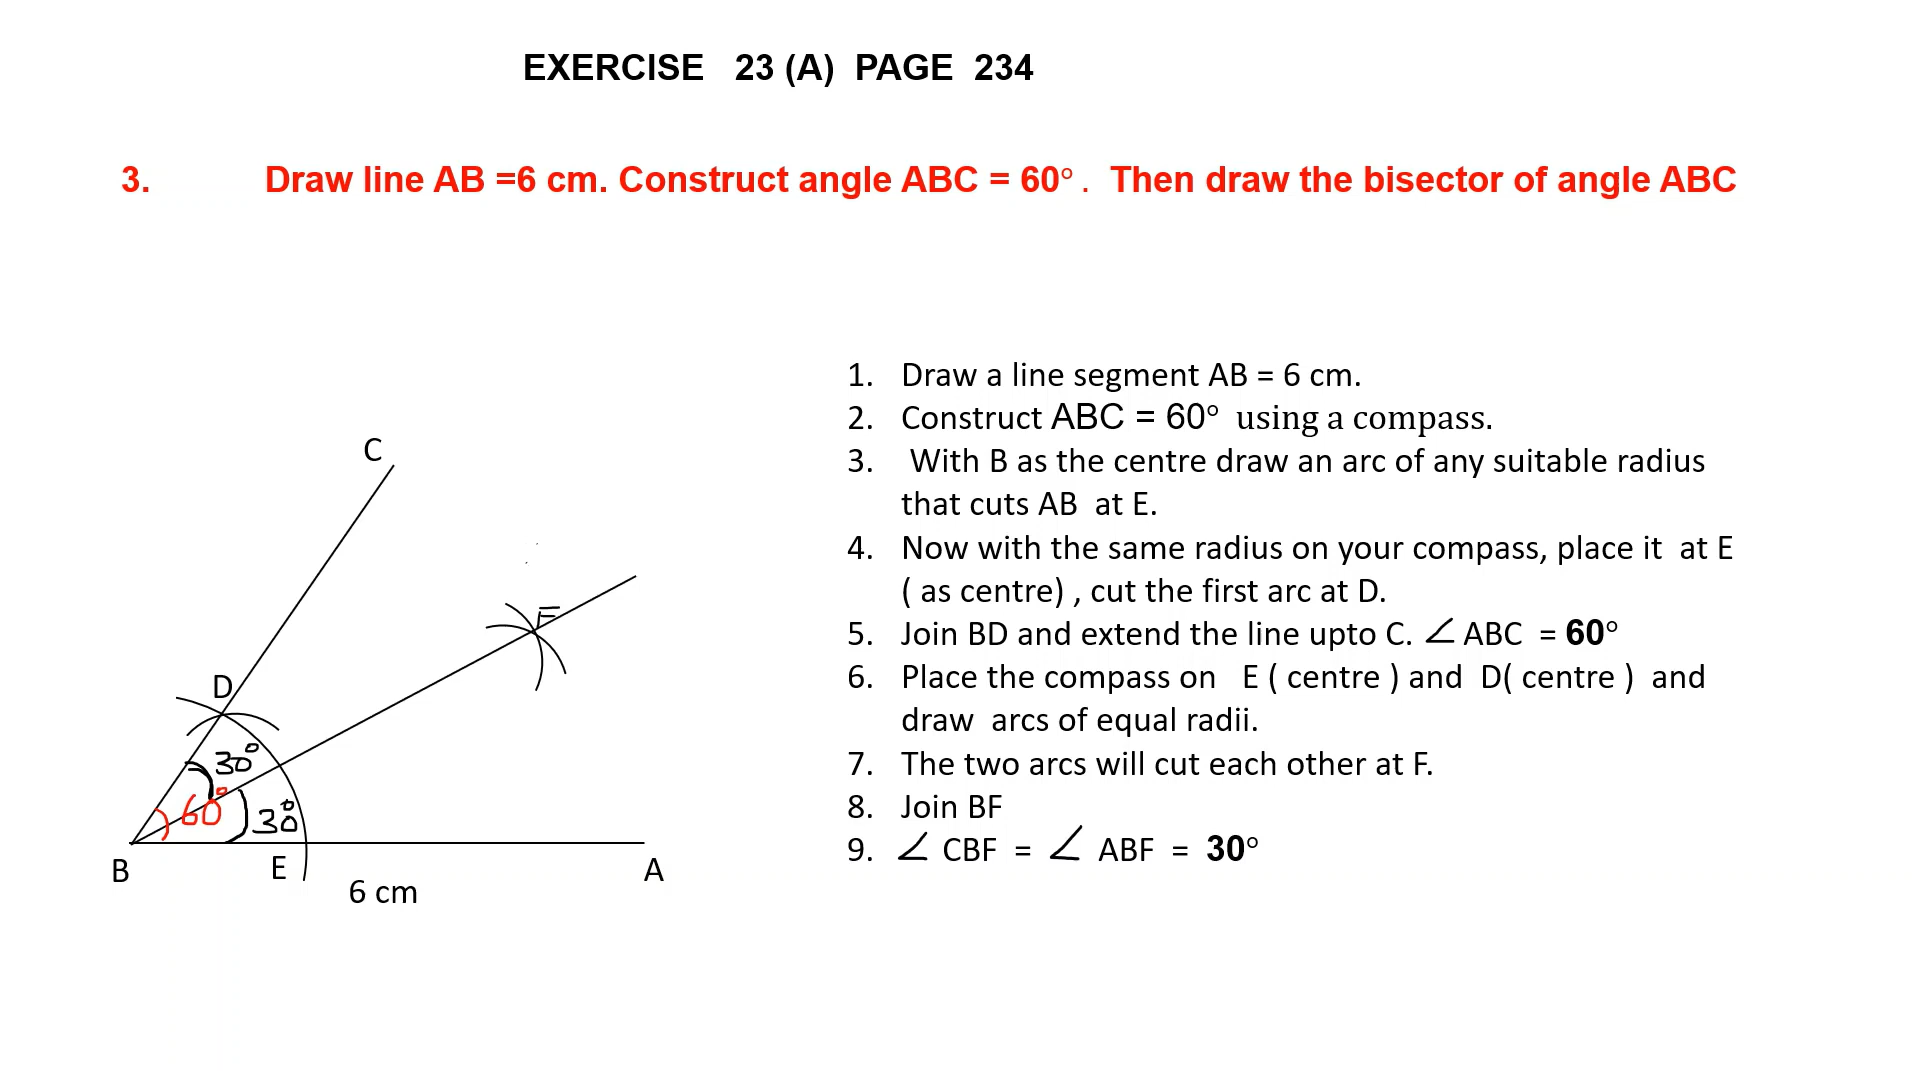 EXERCISE 23 (A) PAGE 234
3. Draw line AB =6 cm. Construct angle ABC = 60° . Then draw the bisector of angle ABC
1. Draw a line segment AB = 6 cm.
2. Construct ABC = 60° using a compass.
3. With B as the centre draw an arc of any suitable radius
that cuts AB at E.
4. Now with the same radius on your compass, place it at E
( as centre) , cut the first arc at D.
5. Join BD and extend the line upto C. ∠ ABC = 60°
6. Place the compass on E ( centre ) and D( centre ) and
draw arcs of equal radii.
7. The two arcs will cut each other at F.
8. Join BF
9. ∠ CBF = ∠ ABF = 30°
C
F
D
30°
60°
30°
B
E
A
6 cm